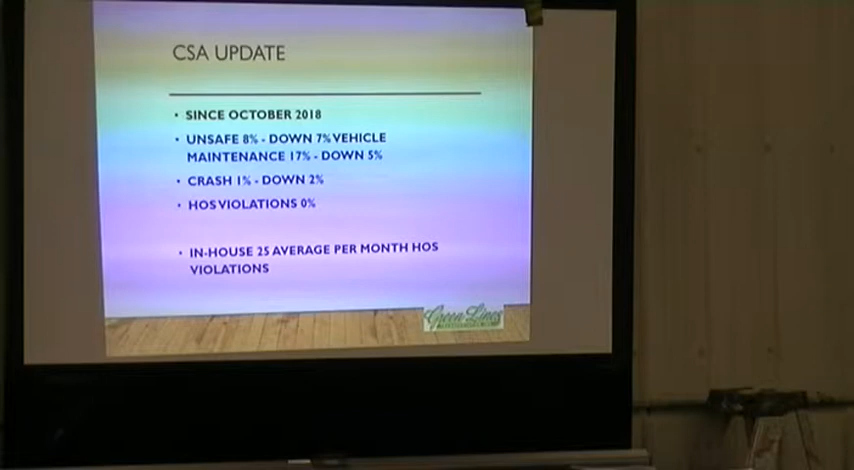 CSA UPDATE
• SINCE OCTOBER 2018
• UNSAFE 8% - DOWN 7% VEHICLE
MAINTENANCE 17% - DOWN 5%
• CRASH 1% - DOWN 2%
• HOS VIOLATIONS 0%
• IN-HOUSE 25 AVERAGE PER MONTH HOS
VIOLATIONS
Green Lines